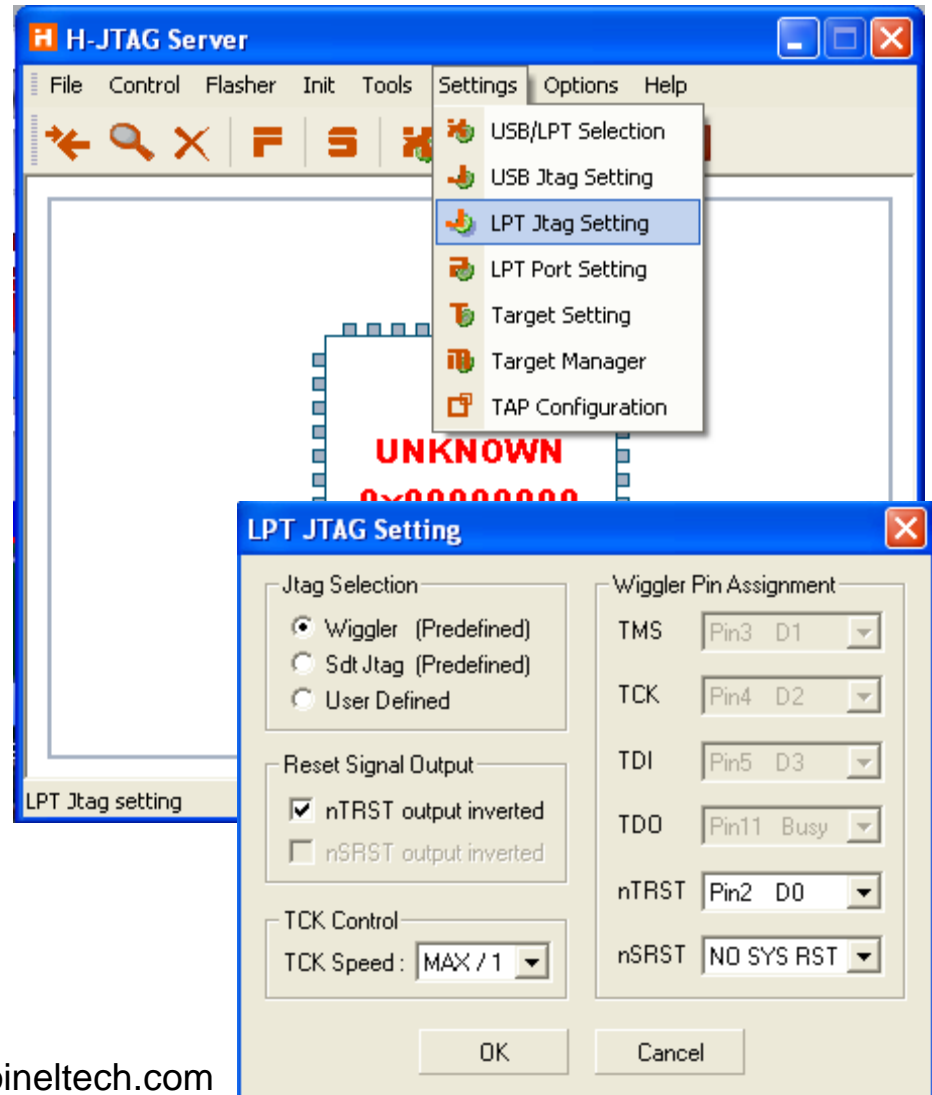 H-JTAG Server
File Control Flasher Init Tools Settings Options Help
USB/LPT Selection
USB Jtag Setting
LPT Jtag Setting
LPT Port Setting
Target Setting
Target Manager
TAP Configuration
UNKNOWN
0x00000000
LPT Jtag setting
LPT JTAG Setting
Jtag Selection
Wiggler (Predefined)
Sdt Jtag (Predefined)
User Defined
Reset Signal Output
nTRST output inverted
nSRST output inverted
TCK Control
TCK Speed : MAX / 1
Wiggler Pin Assignment
TMS Pin3 D1
TCK Pin4 D2
TDI Pin5 D3
TDO Pin11 Busy
nTRST Pin2 D0
nSRST NO SYS RST
OK Cancel
pineltech.com